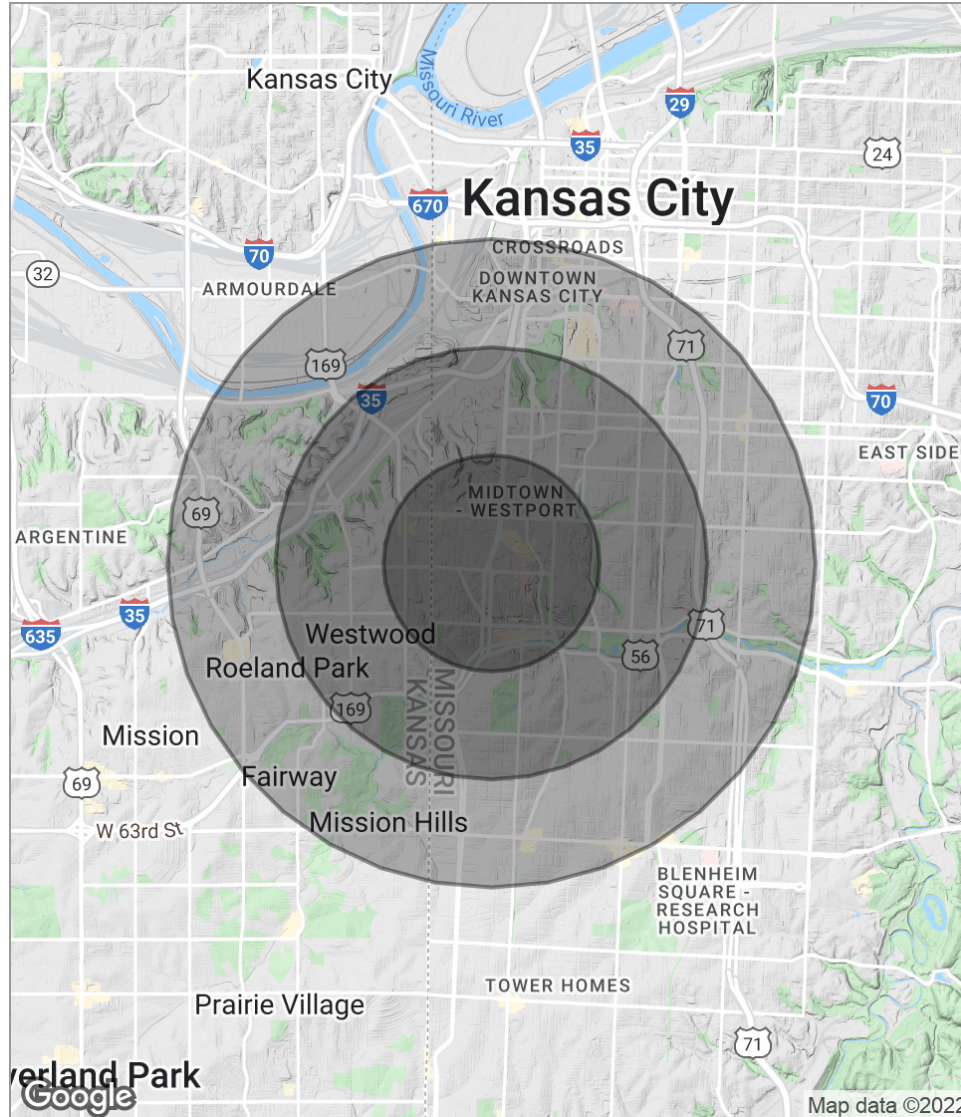 Kansas City
Missouri River
29
35
24
670
Kansas City
70
CROSSROADS
32
ARMOURDALE
DOWNTOWN
KANSAS CITY
169
71
35
70
EAST SIDE
MIDTOWN
- WESTPORT
69
ARGENTINE
35
635
71
Westwood
56
Roeland Park
MISSOURI
KANSAS
169
Mission
69
Fairway
Mission Hills
W 63rd St
BLENHEIM
SQUARE -
RESEARCH
HOSPITAL
TOWER HOMES
Prairie Village
71
verland Park
Google
Map data ©2022